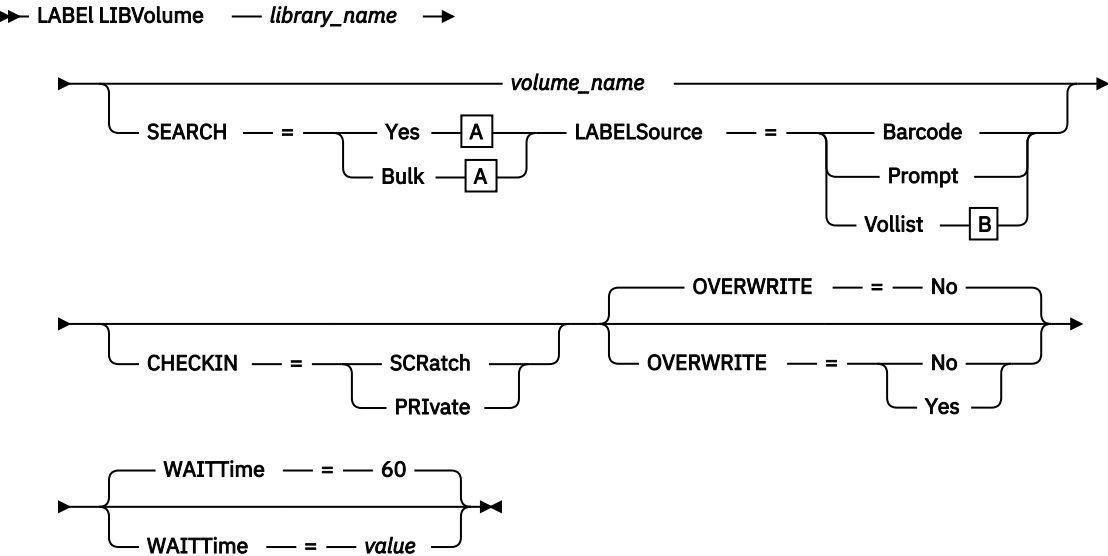 LABEl LIBVolume library_name
volume_name
SEARCH = Yes A LABELSource = Barcode
Bulk A Prompt
Vollist B
OVERWRITE = No
CHECKIN = SCRatch OVERWRITE = No
PRIvate Yes
WAITTime = 60
WAITTime = value